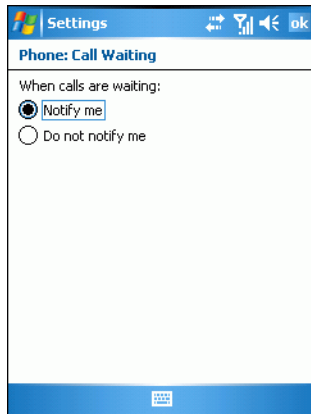 Settings
ok
Phone: Call Waiting
When calls are waiting:
Notify me
Do not notify me